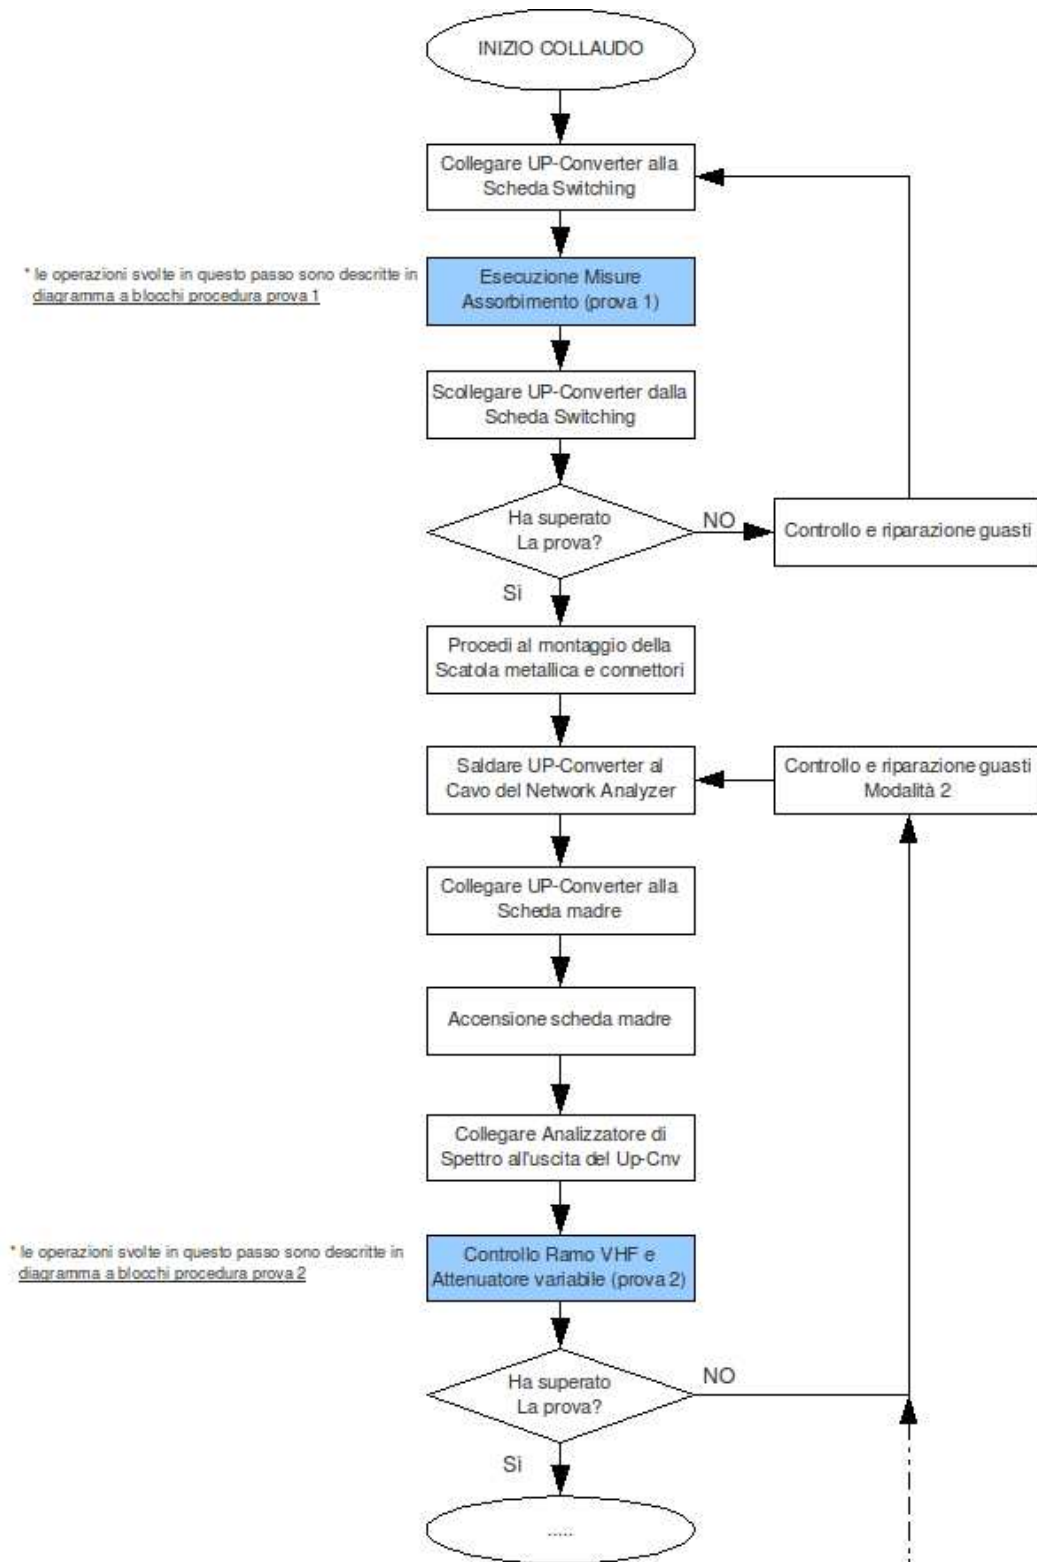 INIZIO COLLAUDO
Collegare UP-Converter alla
Scheda Switching
* le operazioni svolte in questo passo sono descritte in
diagramma a blocchi procedura prova 1
Esecuzione Misure
Assorbimento (prova 1)
Scollegare UP-Converter dalla
Scheda Switching
Ha superato
La prova?
NO
Controllo e riparazione guasti
Si
Procedi al montaggio della
Scatola metallica e connettori
Saldare UP-Converter al
Cavo del Network Analyzer
Controllo e riparazione guasti
Modalità 2
Collegare UP-Converter alla
Scheda madre
Accensione scheda madre
Collegare Analizzatore di
Spettro all'uscita del Up-Cnv
* le operazioni svolte in questo passo sono descritte in
diagramma a blocchi procedura prova 2
Controllo Ramo VHF e
Attenuatore variabile (prova 2)
Ha superato
La prova?
NO
Si
.....